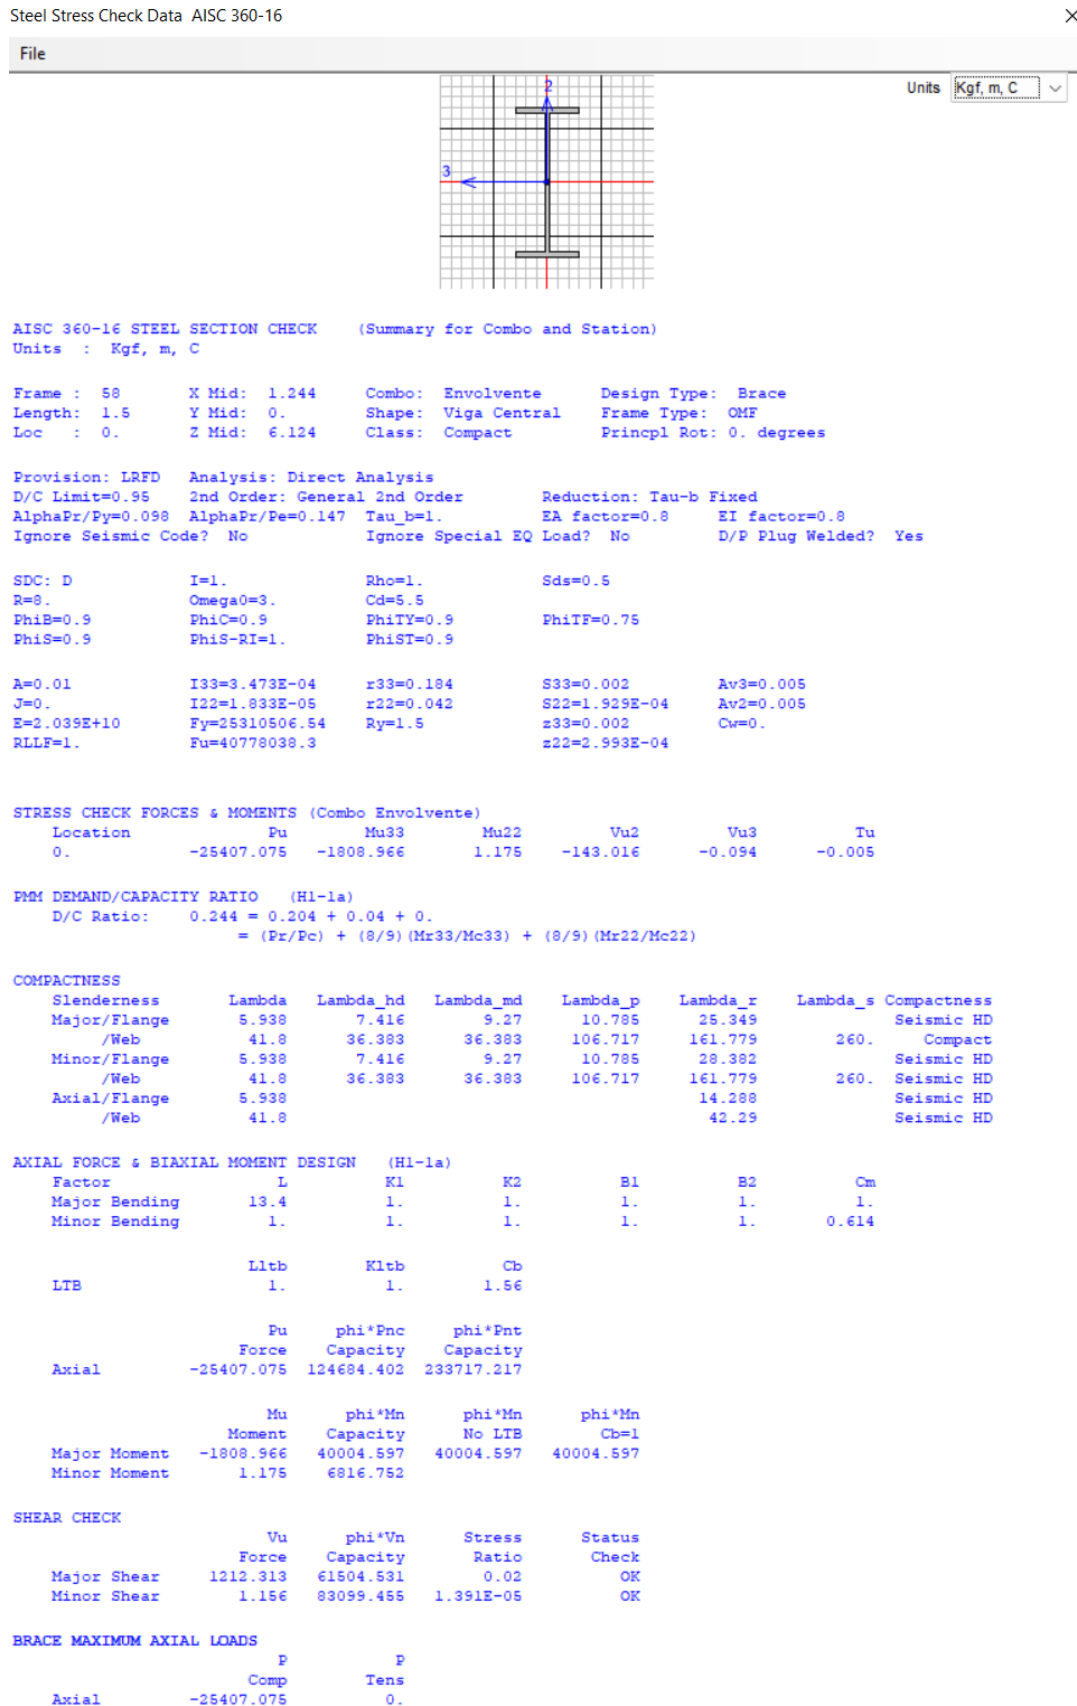 Steel Stress Check Data AISC 360-16
File
Units Kgf, m, C
2
3
AISC 360-16 STEEL SECTION CHECK (Summary for Combo and Station)
Units : Kgf, m, C
Frame : 58 X Mid: 1.244 Combo: Envolvente Design Type: Brace
Length: 1.5 Y Mid: 0. Shape: Viga Central Frame Type: OMF
Loc : 0. Z Mid: 6.124 Class: Compact Princpl Rot: 0. degrees
Provision: LRFD Analysis: Direct Analysis
D/C Limit=0.95 2nd Order: General 2nd Order Reduction: Tau-b Fixed
AlphaPr/Py=0.098 AlphaPr/Pe=0.147 Tau_b=1. EA factor=0.8 EI factor=0.8
Ignore Seismic Code? No Ignore Special EQ Load? No D/P Plug Welded? Yes
SDC: D I=1. Rho=1. Sds=0.5
R=8. Omega0=3. Cd=5.5
PhiB=0.9 PhiC=0.9 PhiTY=0.9 PhiTF=0.75
PhiS=0.9 PhiS-RI=1. PhiST=0.9
A=0.01 I33=3.473E-04 r33=0.184 S33=0.002 Av3=0.005
J=0. I22=1.833E-05 r22=0.042 S22=1.929E-04 Av2=0.005
E=2.039E+10 Fy=25310506.54 Ry=1.5 z33=0.002 Cw=0.
RLLF=1. Fu=40778038.3 z22=2.993E-04
STRESS CHECK FORCES & MOMENTS (Combo Envolvente)
Location Pu Mu33 Mu22 Vu2 Vu3 Tu
0. -25407.075 -1808.966 1.175 -143.016 -0.094 -0.005
PMM DEMAND/CAPACITY RATIO (H1-1a)
D/C Ratio: 0.244 = 0.204 + 0.04 + 0.
= (Pr/Pc) + (8/9)(Mr33/Mc33) + (8/9)(Mr22/Mc22)
COMPACTNESS
Slenderness Lambda Lambda_hd Lambda_md Lambda_p Lambda_r Lambda_s Compactness
Major/Flange 5.938 7.416 9.27 10.785 25.349 Seismic HD
/Web 41.8 36.383 36.383 106.717 161.779 260. Compact
Minor/Flange 5.938 7.416 9.27 10.785 28.382 Seismic HD
/Web 41.8 36.383 36.383 106.717 161.779 260. Seismic HD
Axial/Flange 5.938 14.288 Seismic HD
/Web 41.8 42.29 Seismic HD
AXIAL FORCE & BIAXIAL MOMENT DESIGN (H1-1a)
Factor L K1 K2 B1 B2 Cm
Major Bending 13.4 1. 1. 1. 1. 1.
Minor Bending 1. 1. 1. 1. 1. 0.614
Lltb Kltb Cb
LTB 1. 1. 1.56
Pu phi*Pnc phi*Pnt
Force Capacity Capacity
Axial -25407.075 124684.402 233717.217
Mu phi*Mn phi*Mn phi*Mn
Moment Capacity No LTB Cb=1
Major Moment -1808.966 40004.597 40004.597 40004.597
Minor Moment 1.175 6816.752
SHEAR CHECK
Vu phi*Vn Stress Status
Force Capacity Ratio Check
Major Shear 1212.313 61504.531 0.02 OK
Minor Shear 1.156 83099.455 1.391E-05 OK
BRACE MAXIMUM AXIAL LOADS
P P
Comp Tens
Axial -25407.075 0.